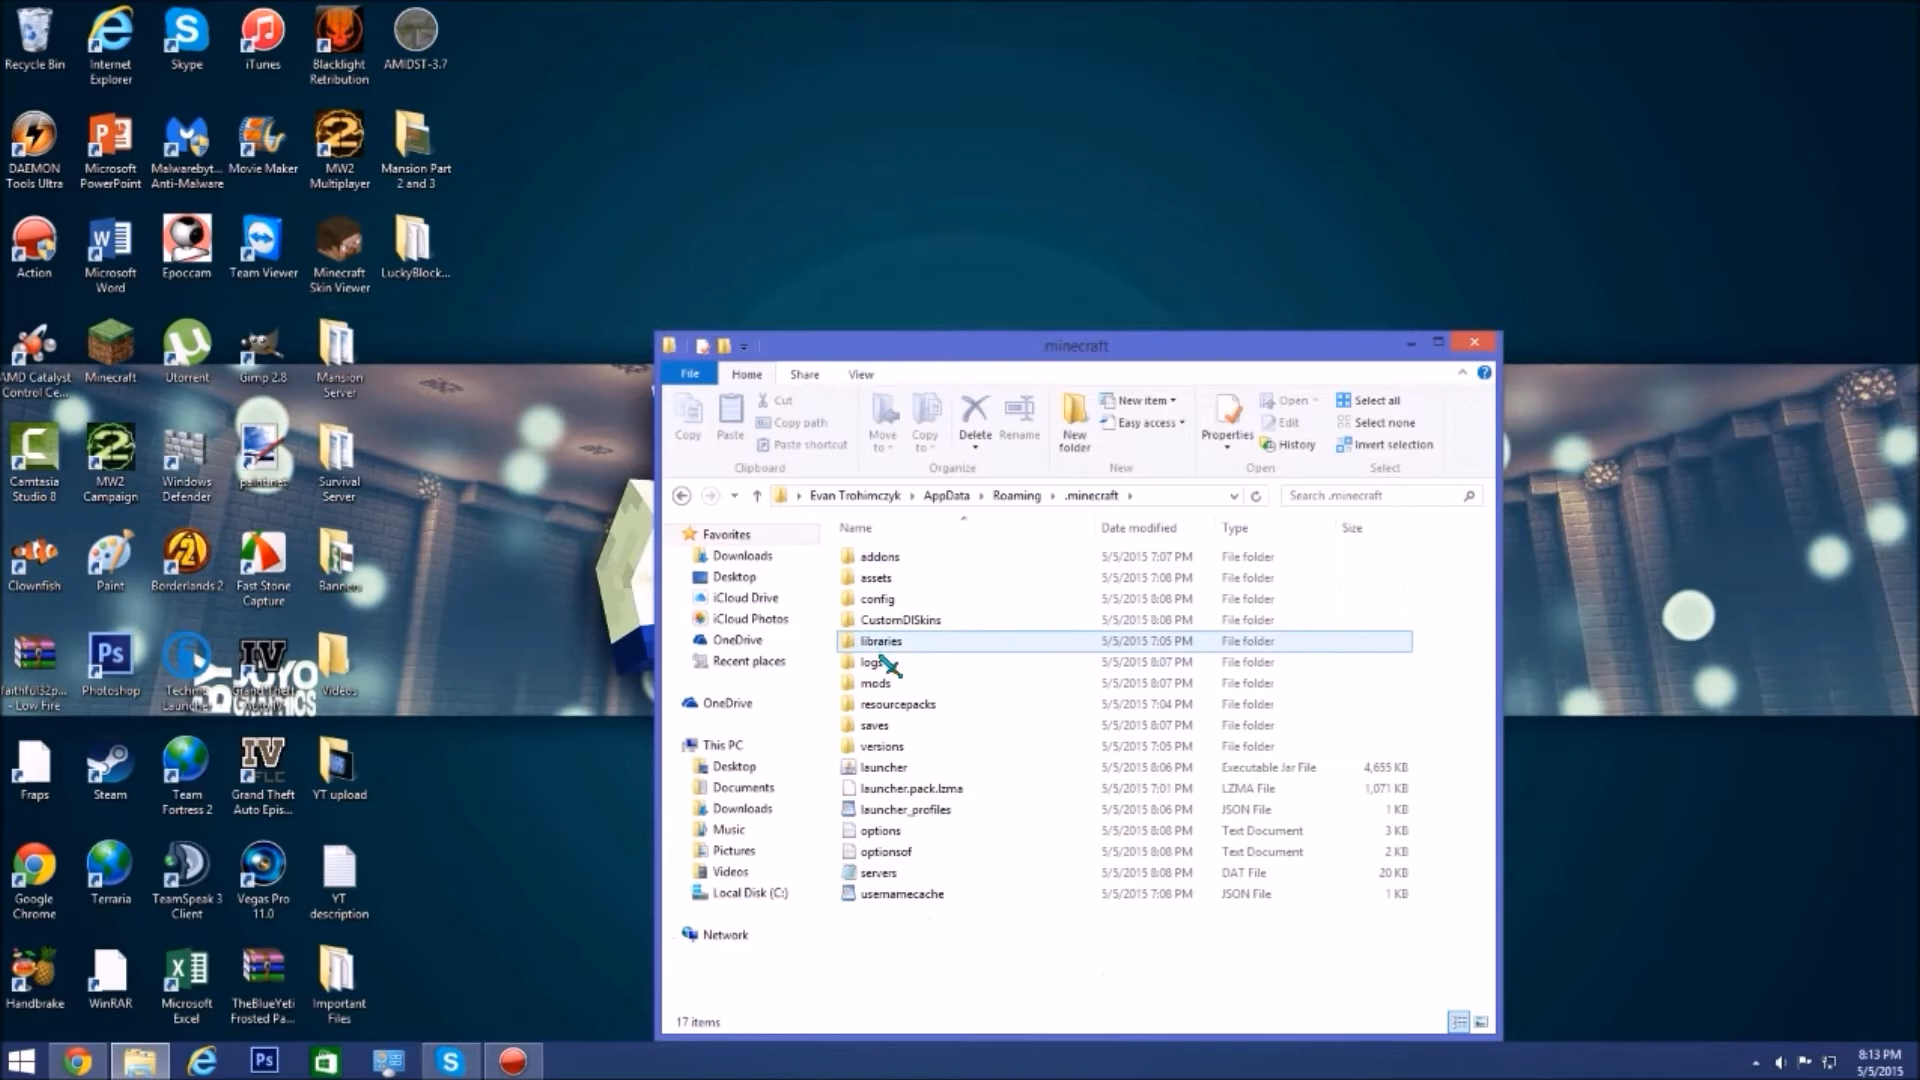 Recycle Bin
Internet
Explorer
Skype
iTunes
Blacklight
Retribution
AMIDST-3.7
DAEMON
Tools Ultra
Microsoft
PowerPoint
Malwarebyt...
Anti-Malware
Movie Maker
MW2
Multiplayer
Mansion Part
2 and 3
Action
Microsoft
Word
Epoccam
Team Viewer
Minecraft
Skin Viewer
LuckyBlock...
AMD Catalyst
Control Ce...
Minecraft
Utorrent
Gimp 2.8
Mansion
Server
Camtasia
Studio 8
MW2
Campaign
Windows
Defender
paintinet
Survival
Server
Clownfish
Paint
Borderlands 2
Fast Stone
Capture
Banners
faithful32p...
- Low Fire
Photoshop
Technic
Launcher
Videos
GRAPHICS
Fraps
Steam
Team
Fortress 2
Grand Theft
Auto Epis...
YT upload
Google
Chrome
Terraria
TeamSpeak 3
Client
Vegas Pro
11.0
YT
description
Handbrake
WinRAR
Microsoft
Excel
TheBlueYeti
Frosted Pa...
Important
Files
.minecraft
File Home Share View
Copy
Paste
Cut
Copy path
Paste shortcut
Clipboard
Move
to
Copy
to
Delete
Rename
Organize
New
folder
New item
Easy access
New
Properties
Open
Edit
History
Open
Select all
Select none
Invert selection
Select
Evan Trohimczyk AppData Roaming .minecraft
Search .minecraft
Favorites
Downloads
Desktop
iCloud Drive
iCloud Photos
OneDrive
Recent places
OneDrive
This PC
Desktop
Documents
Downloads
Music
Pictures
Videos
Local Disk (C:)
Network
Name Date modified Type Size
addons 5/5/2015 7:07 PM File folder
assets 5/5/2015 7:08 PM File folder
config 5/5/2015 8:08 PM File folder
CustomDISkins 5/5/2015 8:08 PM File folder
libraries 5/5/2015 7:05 PM File folder
logs 5/5/2015 8:07 PM File folder
mods 5/5/2015 8:07 PM File folder
resourcepacks 5/5/2015 7:04 PM File folder
saves 5/5/2015 8:07 PM File folder
versions 5/5/2015 7:05 PM File folder
launcher 5/5/2015 8:06 PM Executable Jar File 4,655 KB
launcher.pack.lzma 5/5/2015 7:01 PM LZMA File 1,071 KB
launcher_profiles 5/5/2015 8:06 PM JSON File 1 KB
options 5/5/2015 8:08 PM Text Document 3 KB
optionsof 5/5/2015 8:08 PM Text Document 2 KB
servers 5/5/2015 8:08 PM DAT File 20 KB
usernamecache 5/5/2015 7:08 PM JSON File 1 KB
17 items
8:13 PM
5/5/2015